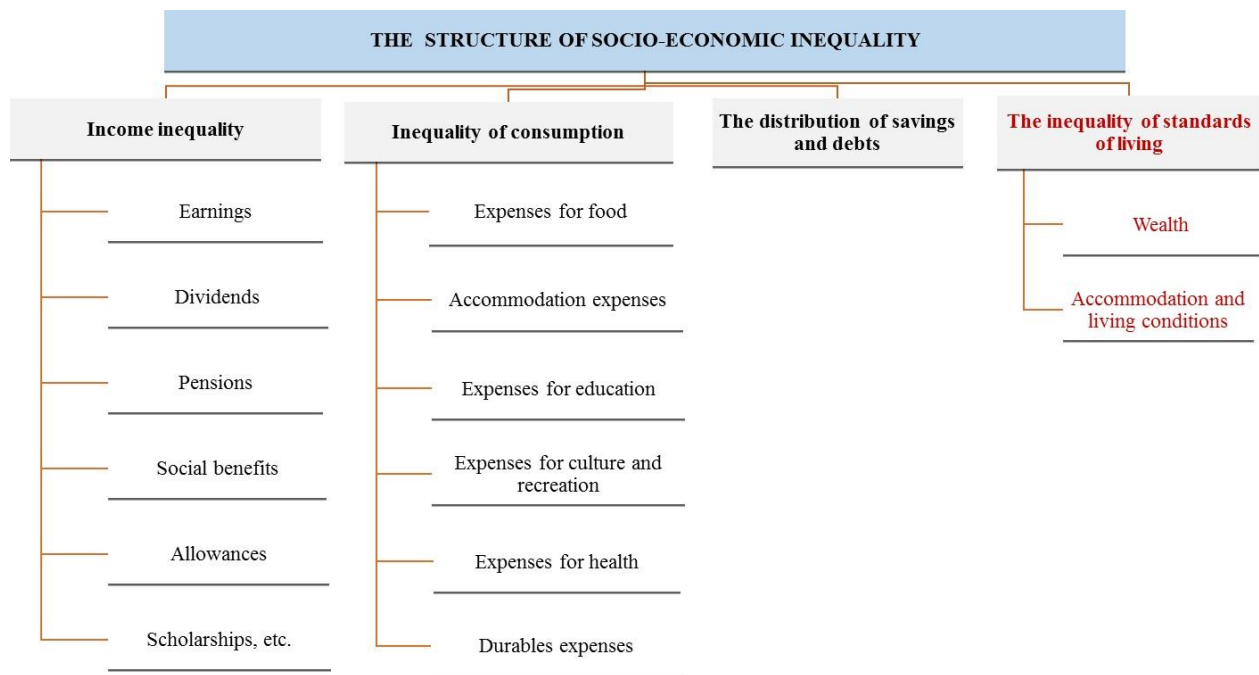 THE STRUCTURE OF SOCIO-ECONOMIC INEQUALITY
Income inequality
Earnings
Dividends
Pensions
Social benefits
Allowances
Scholarships, etc.
Inequality of consumption
Expenses for food
Accommodation expenses
Expenses for education
Expenses for culture and
recreation
Expenses for health
Durables expenses
The distribution of savings
and debts
The inequality of standards
of living
Wealth
Accommodation and
living conditions